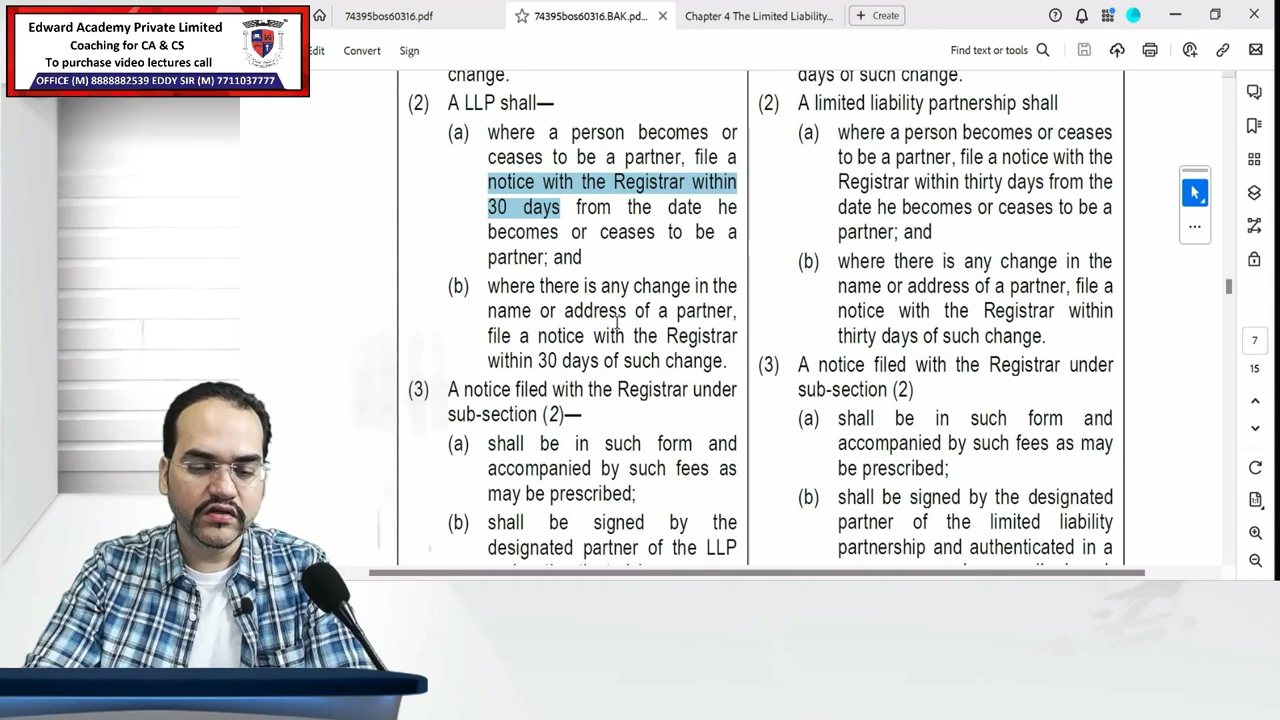 Edward Academy Private Limited
Coaching for CA & CS
To purchase video lectures call
OFFICE (M) 8888882539 EDDY SIR (M) 7711037777
74395bos60316.pdf
74395bos60316.BAK.pd...
Chapter 4 The Limited Liability...
Create
Edit
Convert
Sign
Find text or tools
change.
(2) A LLP shall—
(a) where a person becomes or
ceases to be a partner, file a
notice with the Registrar within
30 days from the date he
becomes or ceases to be a
partner; and
(b) where there is any change in the
name or address of a partner,
file a notice with the Registrar
within 30 days of such change.
(3) A notice filed with the Registrar under
sub-section (2)—
(a) shall be in such form and
accompanied by such fees as
may be prescribed;
(b) shall be signed by the
designated partner of the LLP
days of such change.
(2) A limited liability partnership shall
(a) where a person becomes or ceases
to be a partner, file a notice with the
Registrar within thirty days from the
date he becomes or ceases to be a
partner; and
(b) where there is any change in the
name or address of a partner, file a
notice with the Registrar within
thirty days of such change.
(3) A notice filed with the Registrar under
sub-section (2)
(a) shall be in such form and
accompanied by such fees as may
be prescribed;
(b) shall be signed by the designated
partner of the limited liability
partnership and authenticated in a
7
15